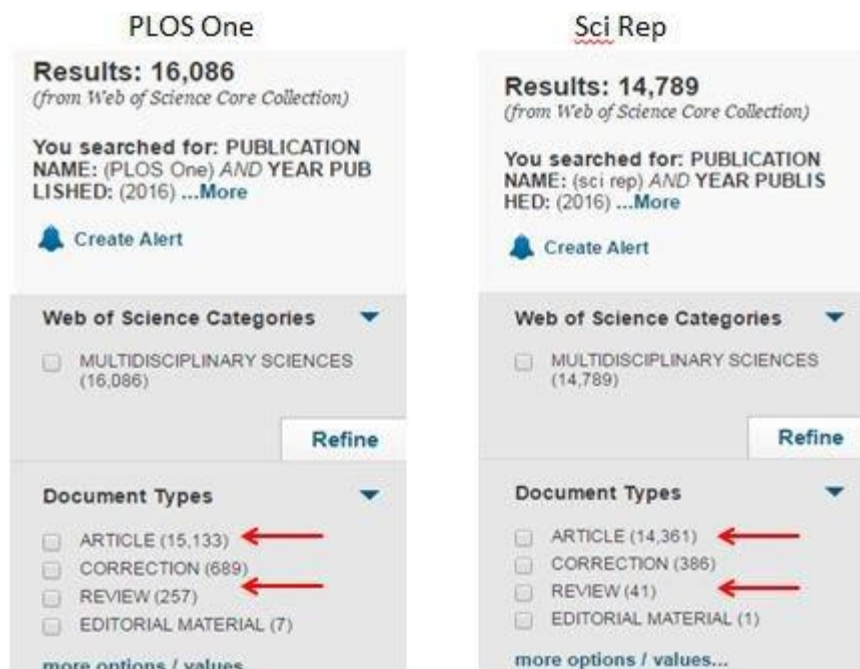 PLOS One
Results: 16,086
(from Web of Science Core Collection)
You searched for: PUBLICATION
NAME: (PLOS One) AND YEAR PUB
LISHED: (2016) ...More
Create Alert
Web of Science Categories
MULTIDISCIPLINARY SCIENCES
(16,086)
Refine
Document Types
ARTICLE (15,133)
CORRECTION (689)
REVIEW (257)
EDITORIAL MATERIAL (7)
more options / values
Sci Rep
Results: 14,789
(from Web of Science Core Collection)
You searched for: PUBLICATION
NAME: (sci rep) AND YEAR PUBLIS
HED: (2016) ...More
Create Alert
Web of Science Categories
MULTIDISCIPLINARY SCIENCES
(14,789)
Refine
Document Types
ARTICLE (14,361)
CORRECTION (386)
REVIEW (41)
EDITORIAL MATERIAL (1)
more options / values...